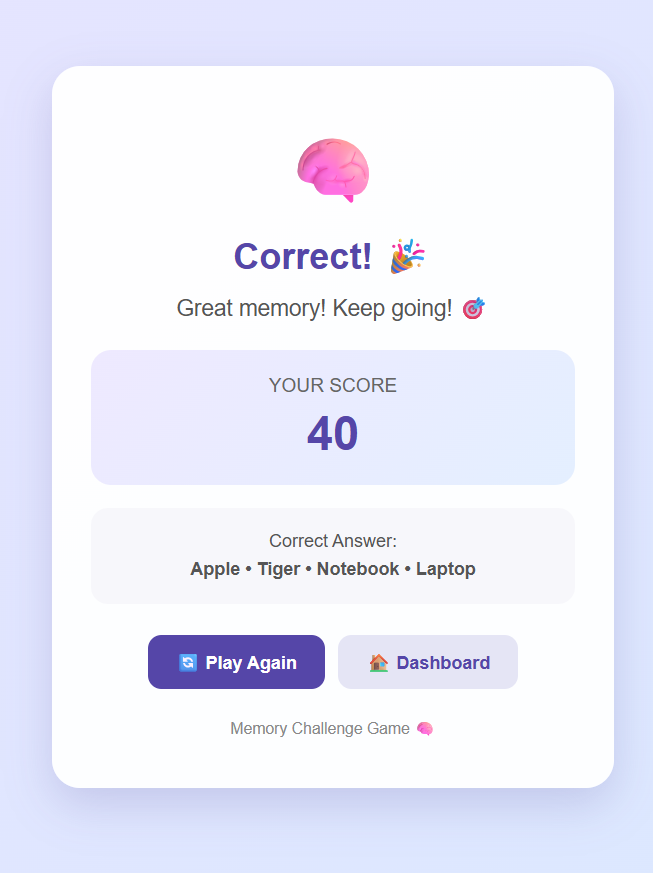 Correct! 🎉
Great memory! Keep going! 🎯
YOUR SCORE
40
Correct Answer:
Apple • Tiger • Notebook • Laptop
🔄 Play Again
🏠 Dashboard
Memory Challenge Game 🧠